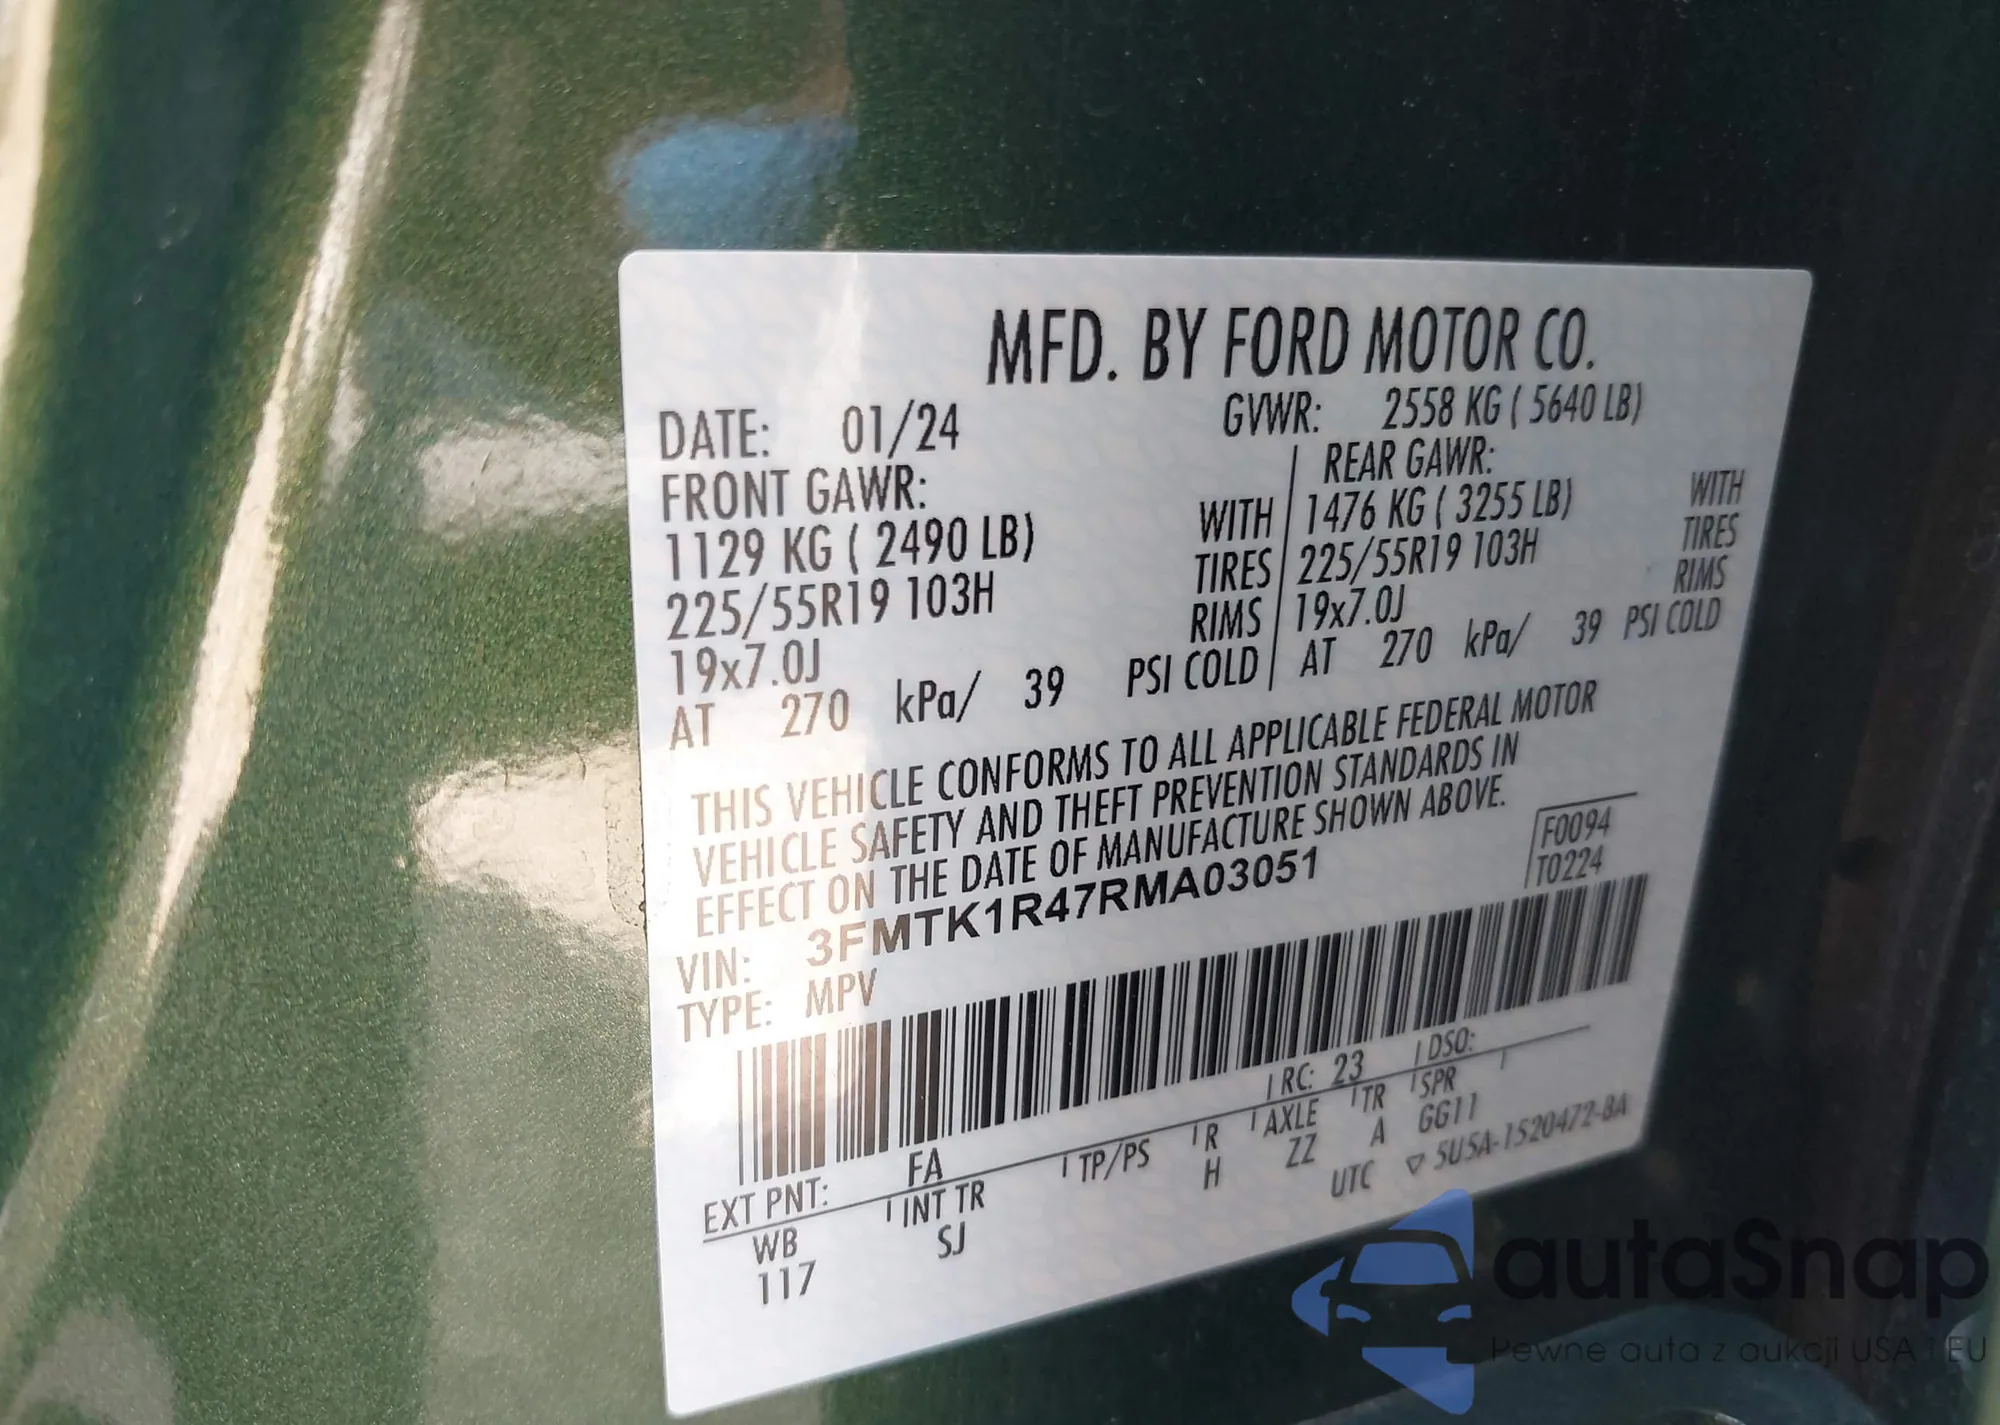 MFD. BY FORD MOTOR CO.
DATE: 01/24 GVWR: 2558 KG ( 5640 LB)
FRONT GAWR: REAR GAWR:
1129 KG ( 2490 LB) WITH 1476 KG ( 3255 LB) WITH
225/55R19 103H TIRES 225/55R19 103H TIRES
19x7.0J RIMS 19x7.0J RIMS
AT 270 kPa/ 39 PSI COLD AT 270 kPa/ 39 PSI COLD
THIS VEHICLE CONFORMS TO ALL APPLICABLE FEDERAL MOTOR
VEHICLE SAFETY AND THEFT PREVENTION STANDARDS IN
EFFECT ON THE DATE OF MANUFACTURE SHOWN ABOVE.
F0094
T0224
VIN: 3FMTK1R47RMA03051
TYPE: MPV
EXT PNT: FA RC: 23 DSO:
WB INT TR TP/PS R AXLE TR SPR
117 SJ H ZZ A GG11
UTC ▽ 5U5A-1520472-BA
autaSnap
Pewne auta z aukcji USA i EU